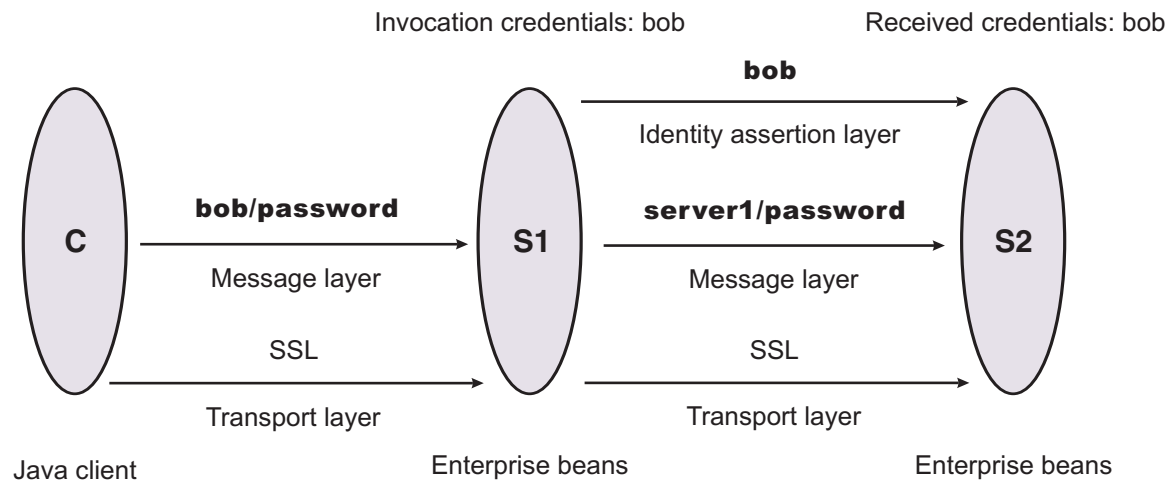 Invocation credentials: bob
Received credentials: bob
bob
Identity assertion layer
bob/password
server1/password
C
S1
S2
Message layer
Message layer
SSL
SSL
Transport layer
Transport layer
Java client
Enterprise beans
Enterprise beans